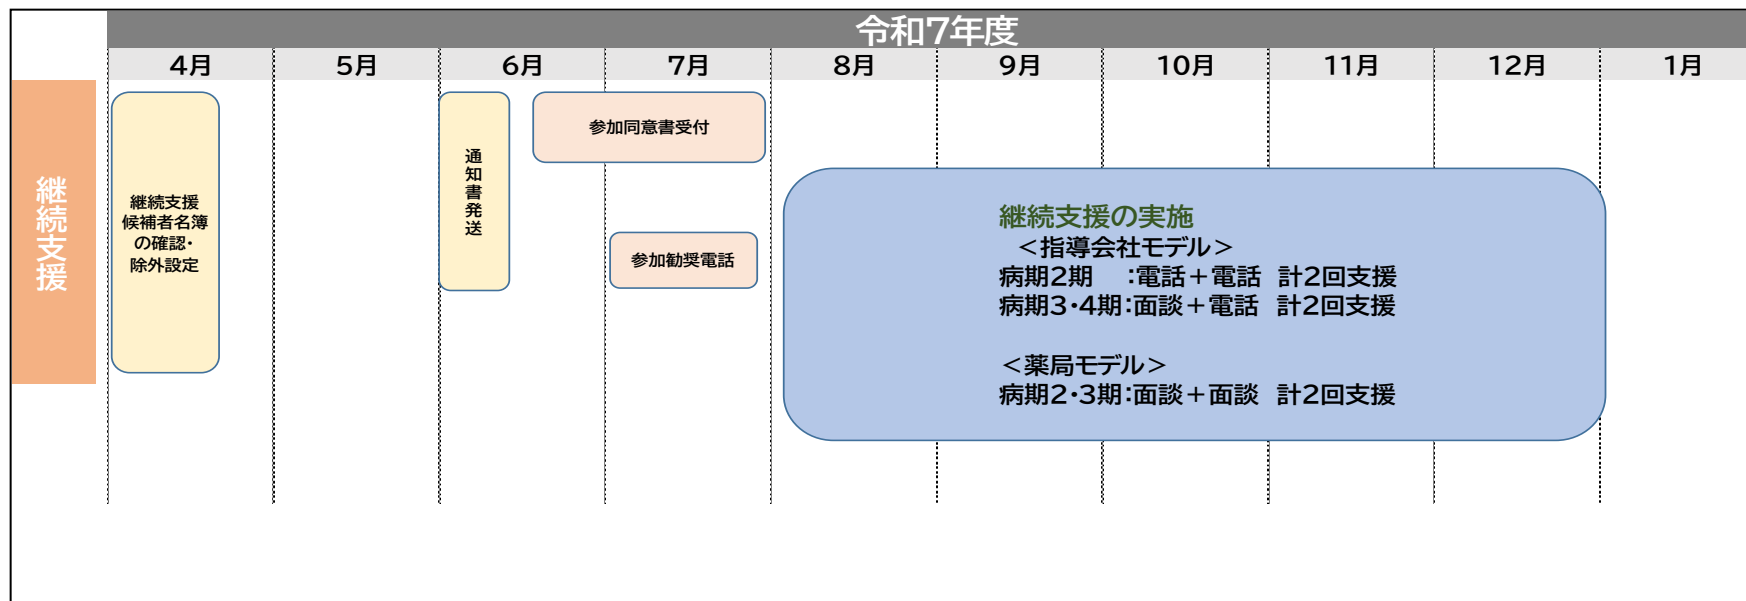 令和7年度
4月 5月 6月 7月 8月 9月 10月 11月 12月 1月
継続支援
継続支援
候補者名簿
の確認・
除外設定
通知書発送
参加同意書受付
参加勧奨電話
継続支援の実施
＜指導会社モデル＞
病期2期　：電話＋電話　計2回支援
病期3・4期：面談＋電話　計2回支援
＜薬局モデル＞
病期2・3期：面談＋面談　計2回支援